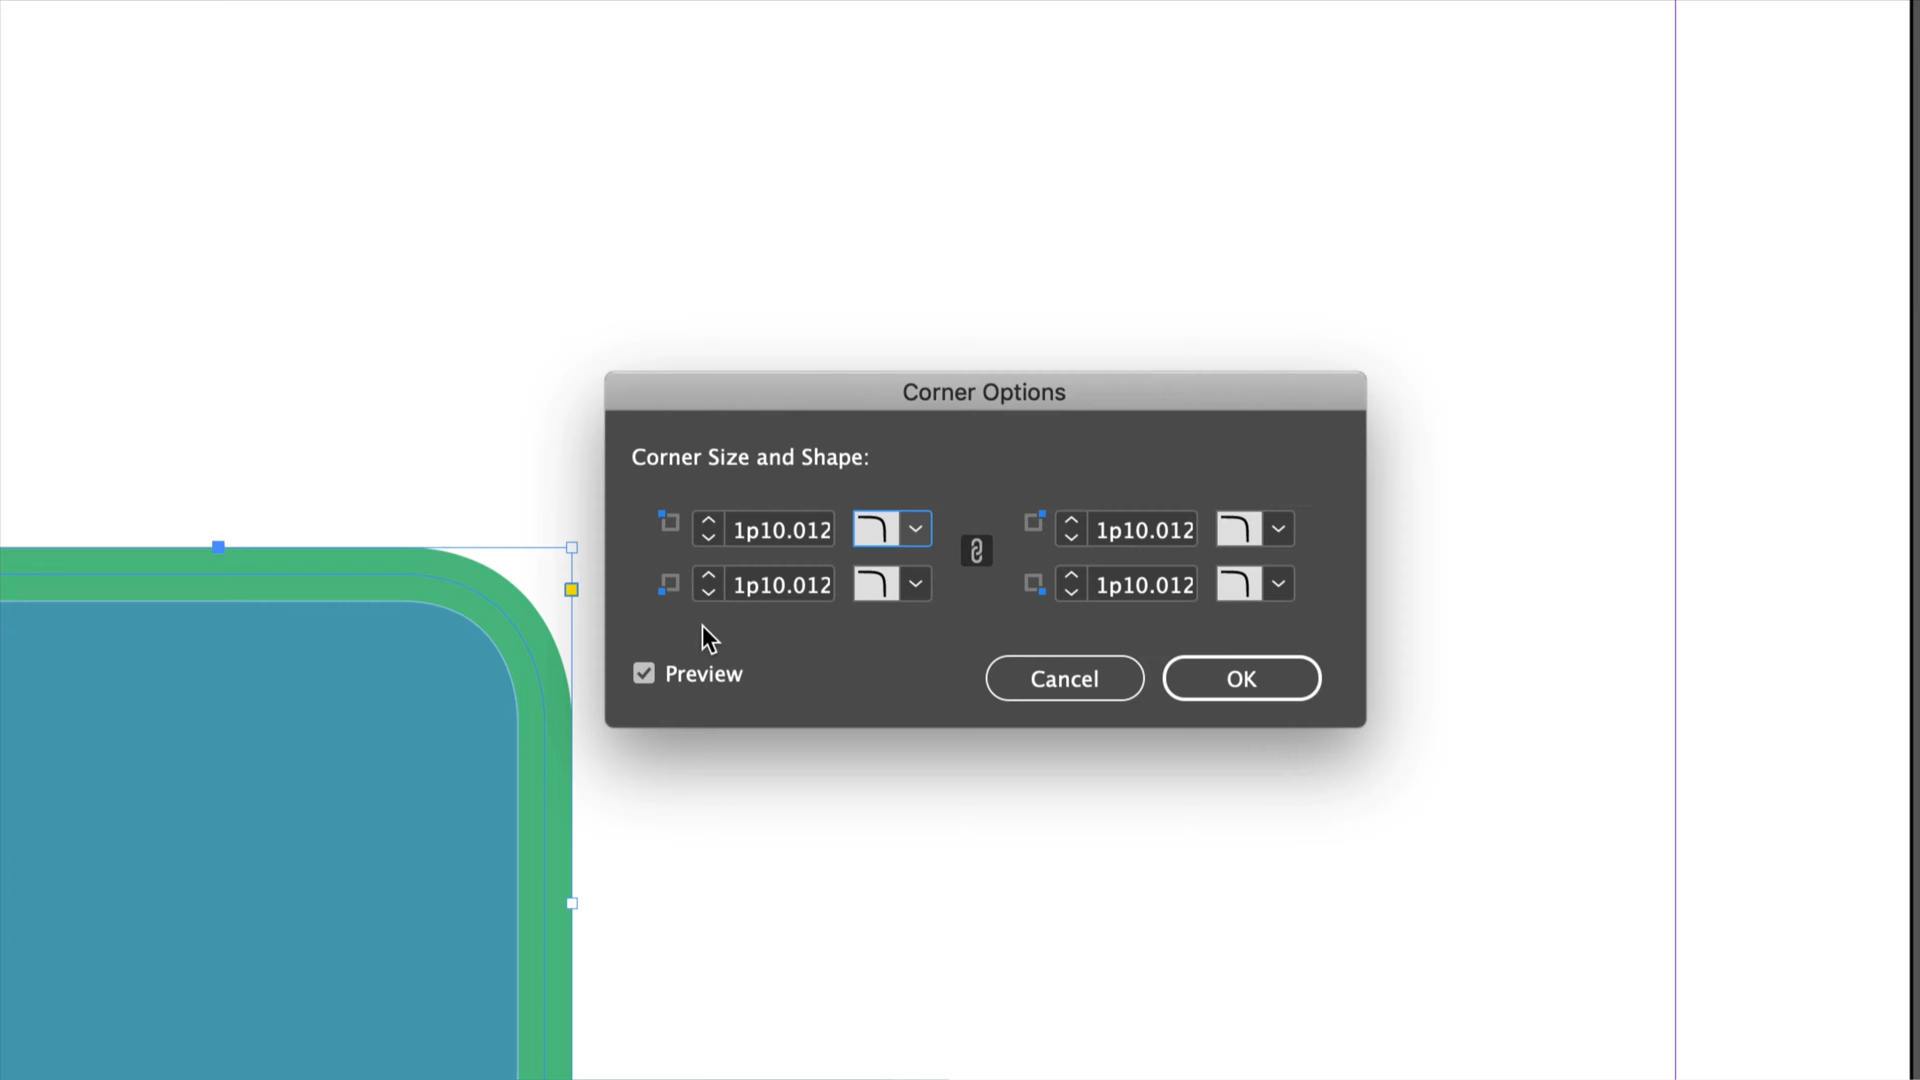 Corner Options
Corner Size and Shape:
1p10.012 1p10.012
1p10.012 1p10.012
Preview Cancel OK